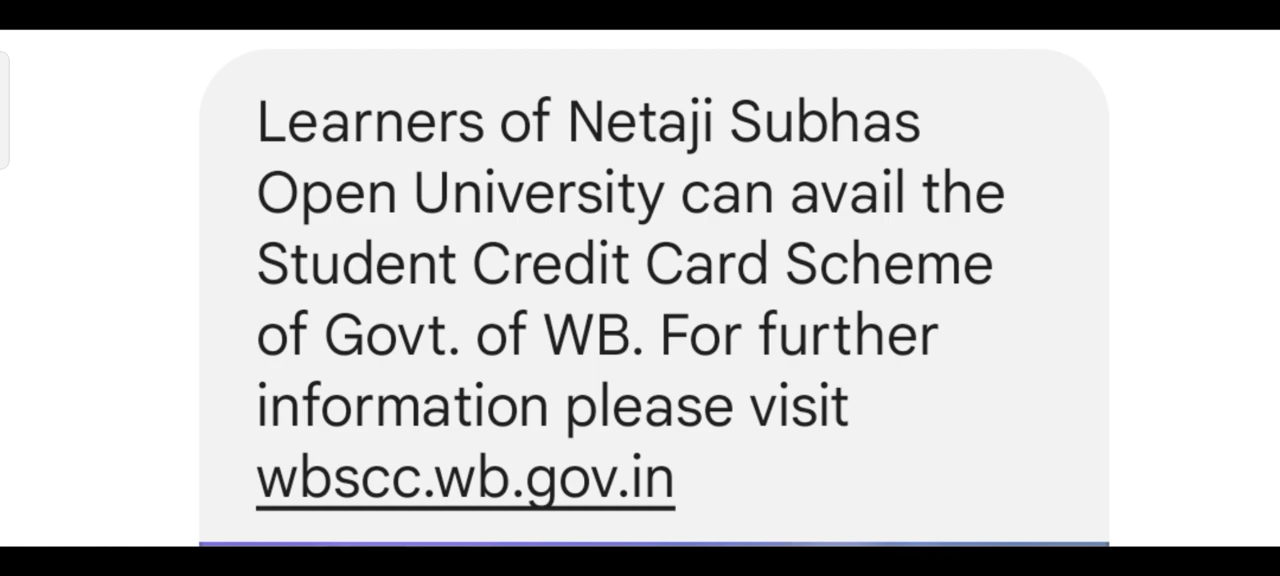 Learners of Netaji Subhas
Open University can avail the
Student Credit Card Scheme
of Govt. of WB. For further
information please visit
wbscc.wb.gov.in